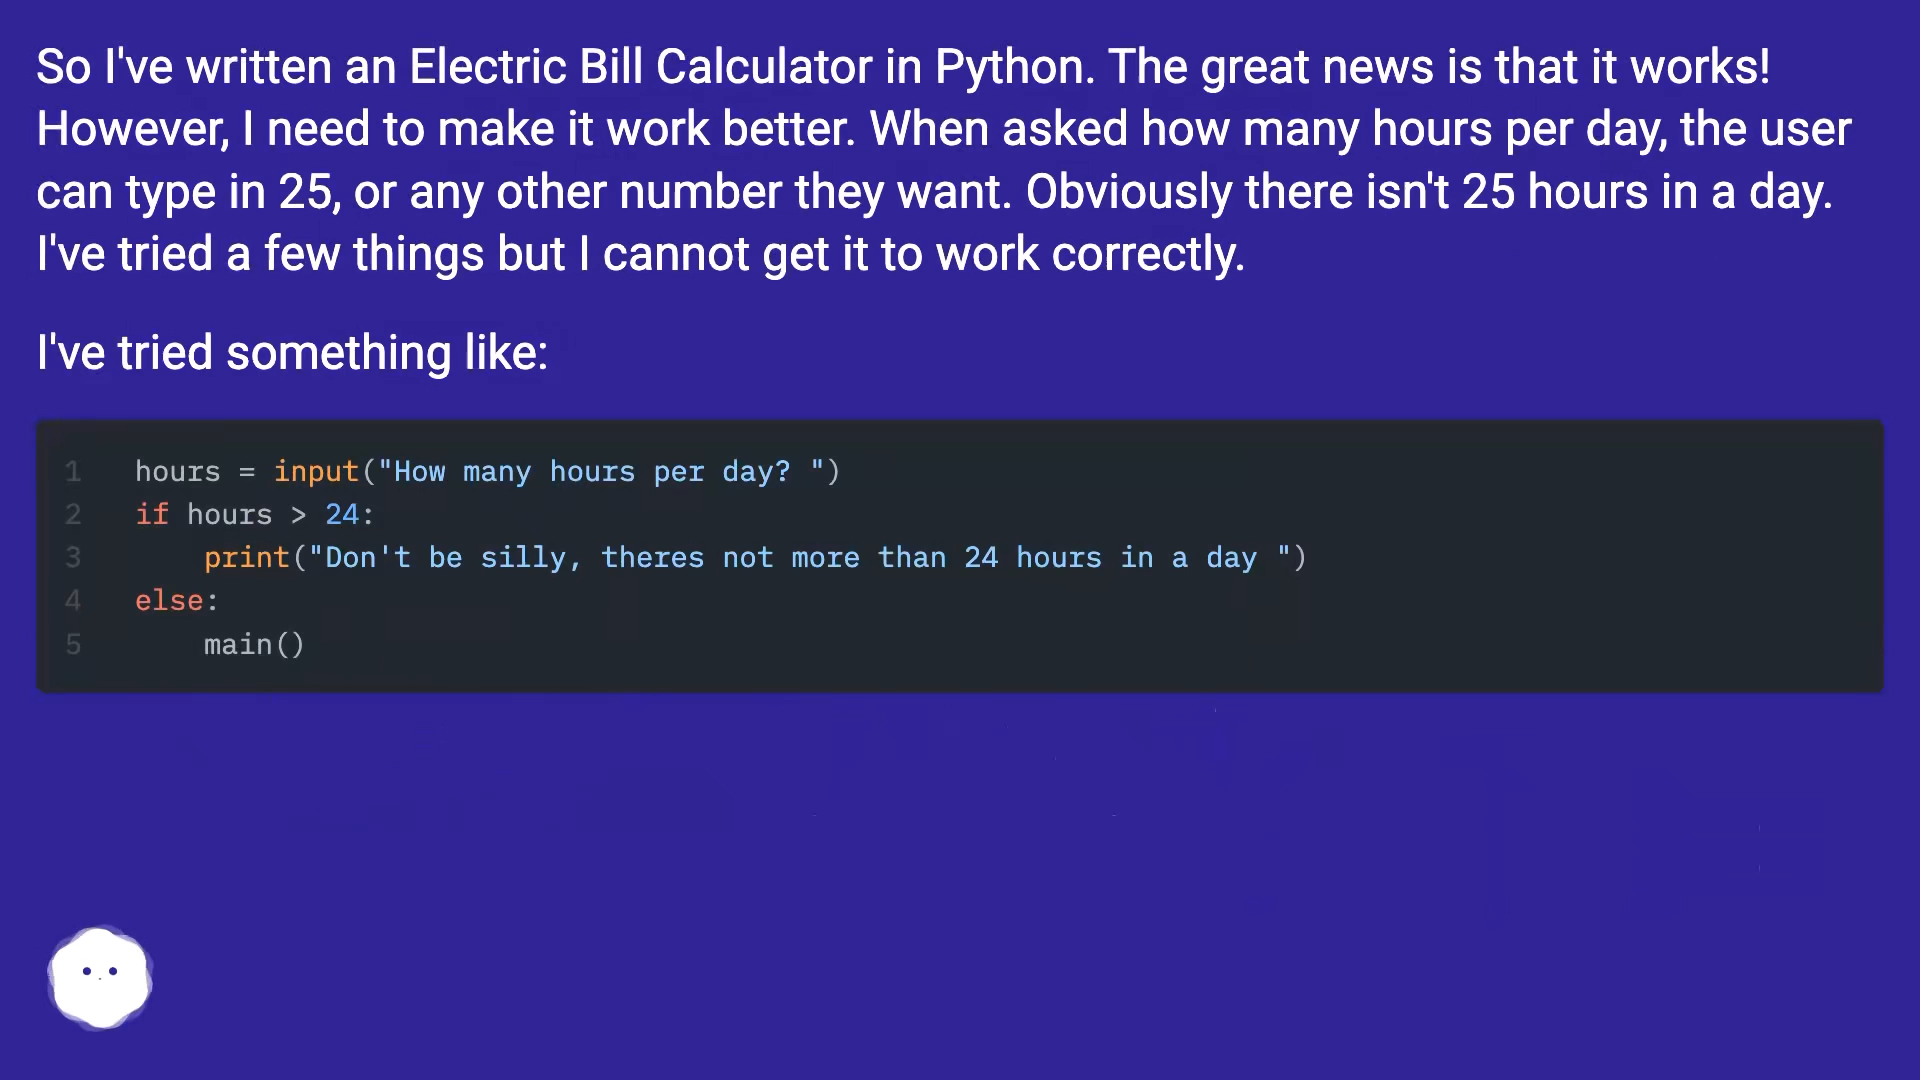 So I've written an Electric Bill Calculator in Python. The great news is that it works!
However, I need to make it work better. When asked how many hours per day, the user
can type in 25, or any other number they want. Obviously there isn't 25 hours in a day.
I've tried a few things but I cannot get it to work correctly.
I've tried something like:
1 hours = input("How many hours per day? ")
2 if hours > 24:
3     print("Don't be silly, theres not more than 24 hours in a day ")
4 else:
5     main()